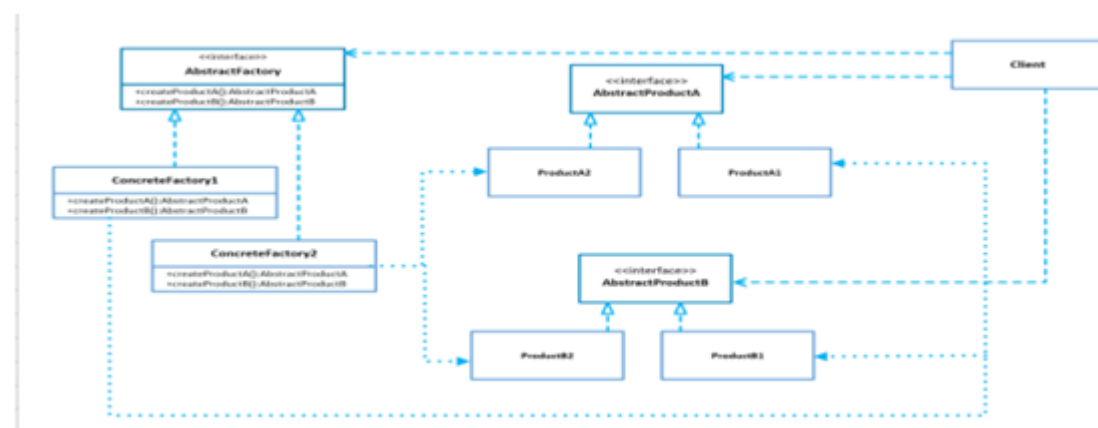 <<interface>>
AbstractFactory
+createProductA():AbstractProductA
+createProductB():AbstractProductB
Client
<<interface>>
AbstractProductA
ProductA2
ProductA1
ConcreteFactory1
+createProductA():AbstractProductA
+createProductB():AbstractProductB
ConcreteFactory2
+createProductA():AbstractProductA
+createProductB():AbstractProductB
<<interface>>
AbstractProductB
ProductB2
ProductB1